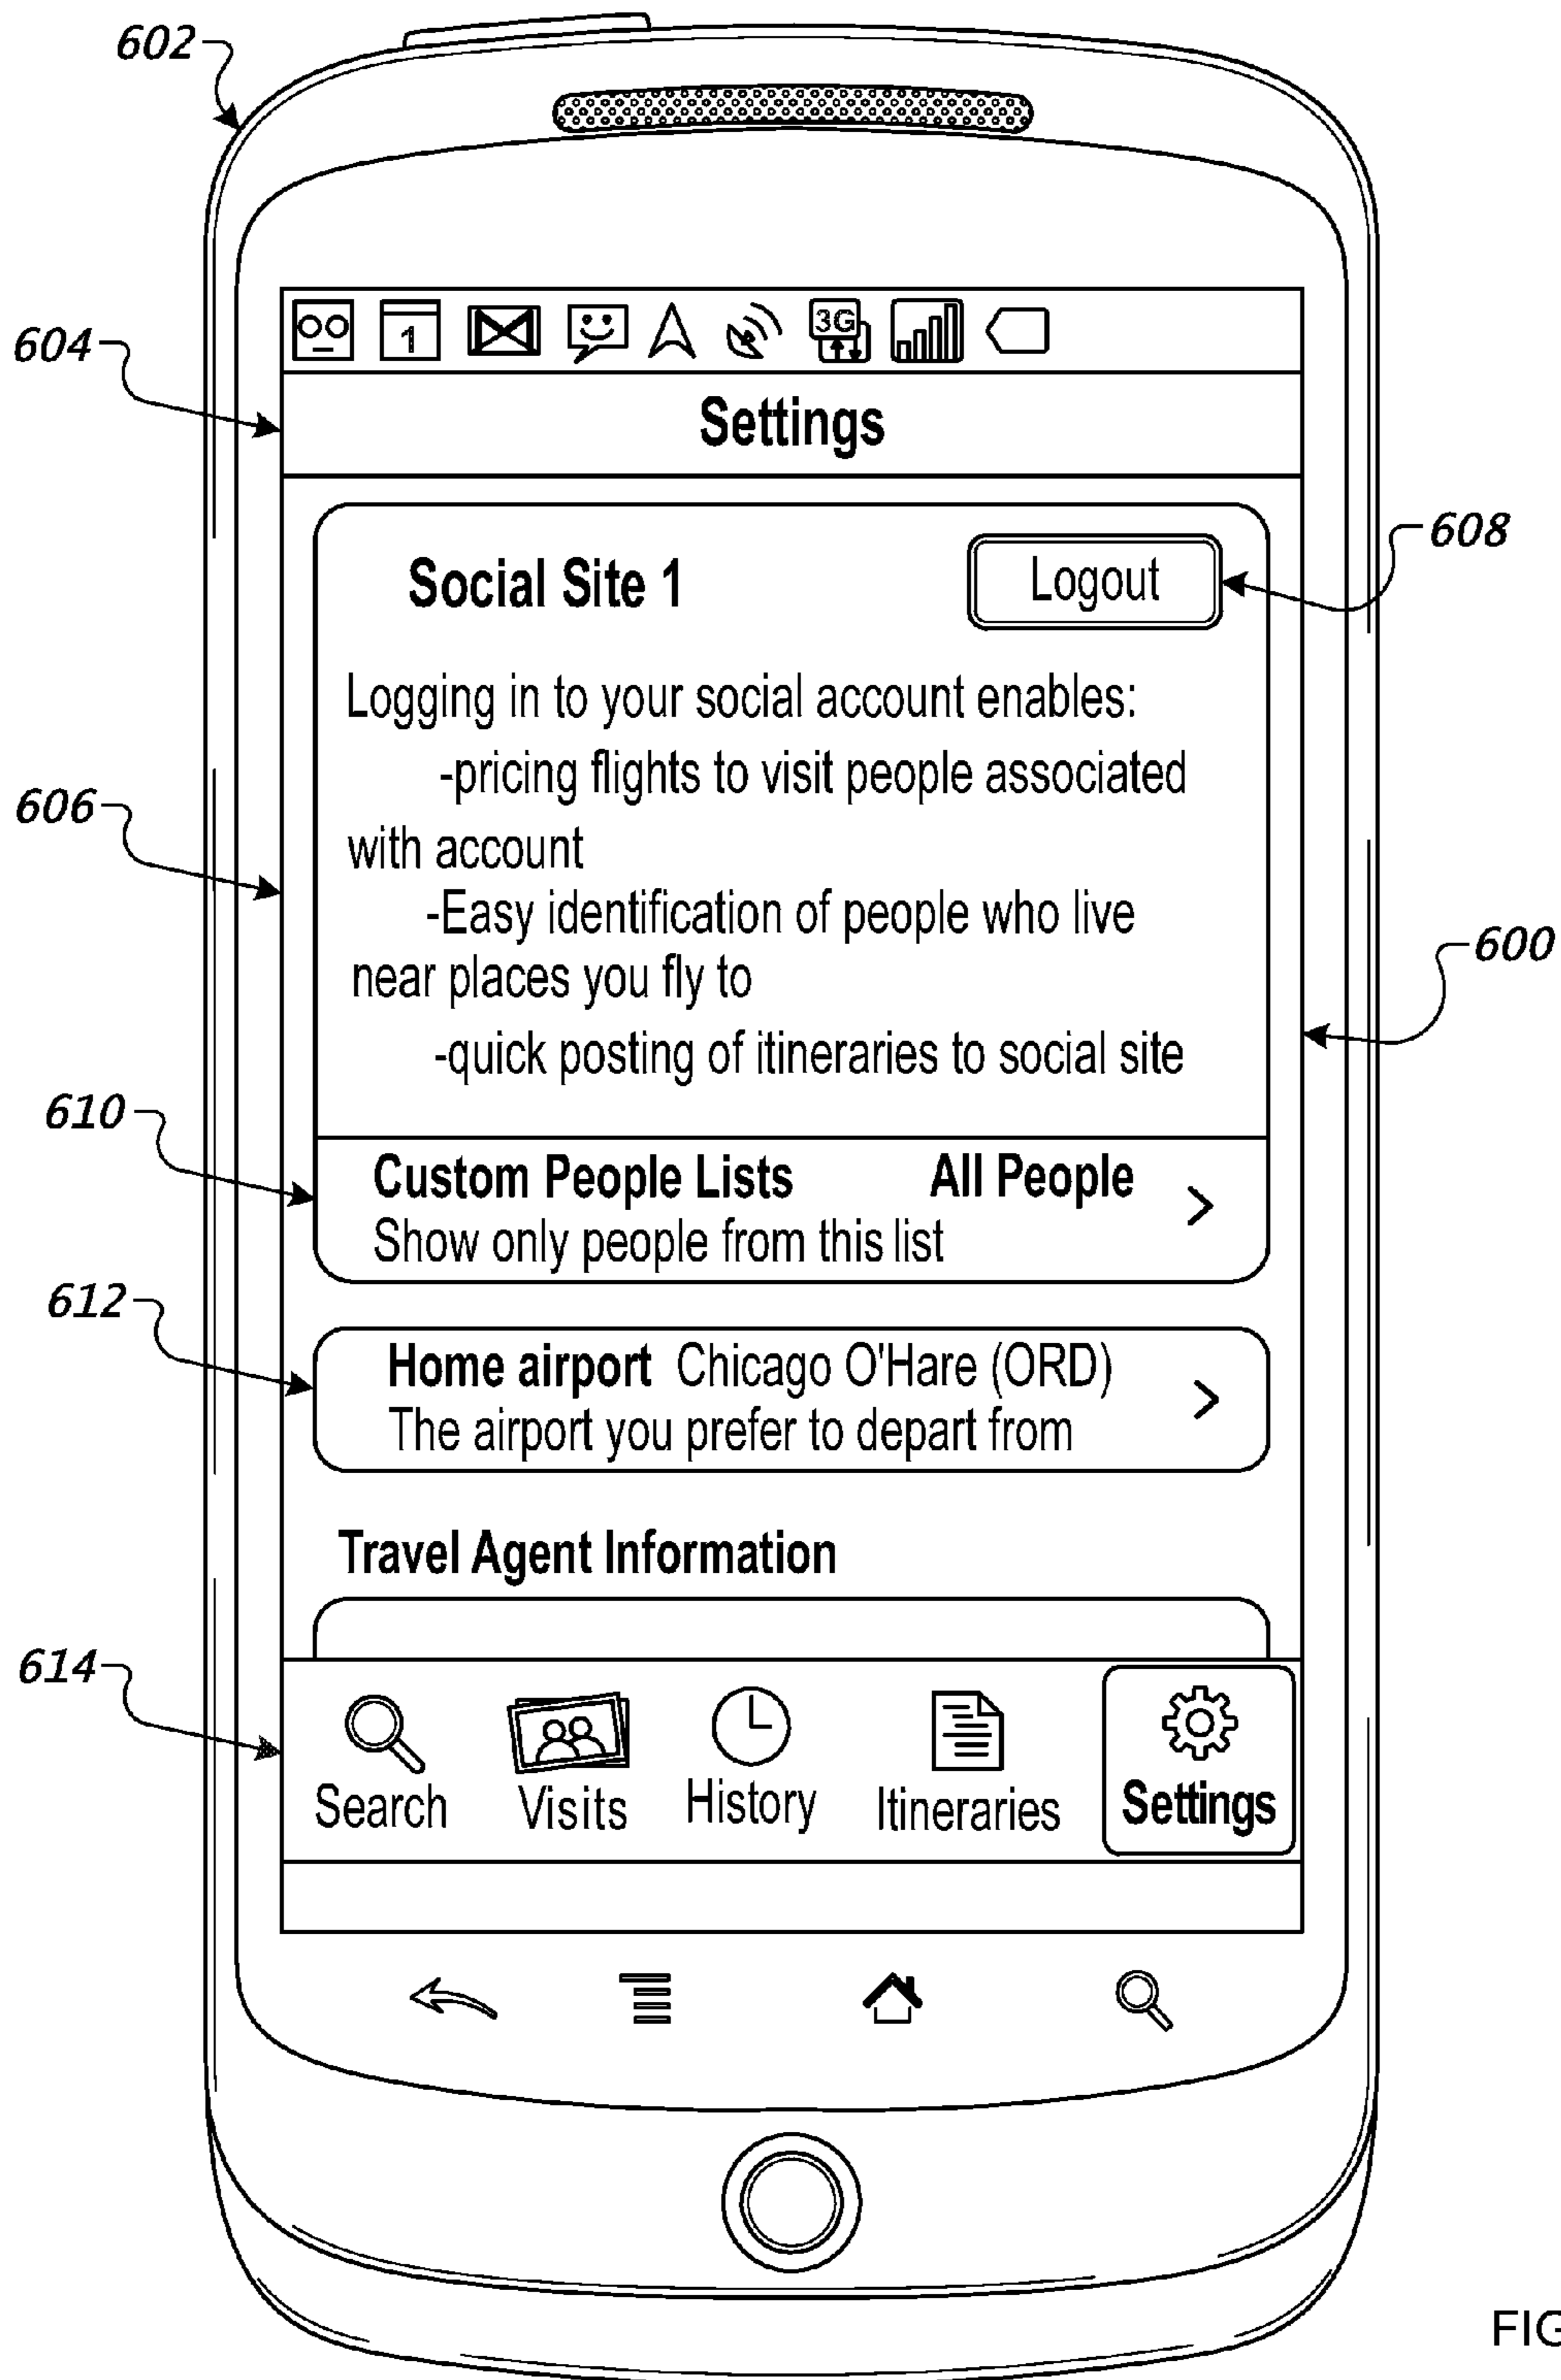 602
1
3G
604
Settings
Social Site 1
Logout
608
Logging in to your social account enables:
-pricing flights to visit people associated
606
with account
-Easy identification of people who live
600
near places you fly to
-quick posting of itineraries to social site
610
Custom People Lists All People >
Show only people from this list
612
Home airport Chicago O'Hare (ORD) >
The airport you prefer to depart from
Travel Agent Information
614
Search Visits History Itineraries Settings
FIG